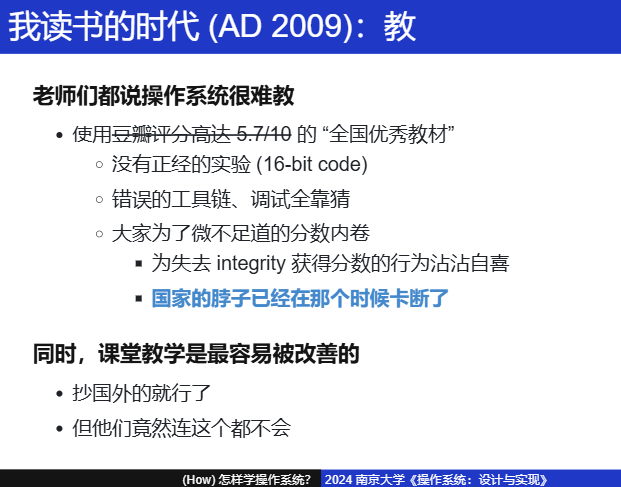 我读书的时代 (AD 2009)：教
老师们都说操作系统很难教
使用豆瓣评分高达 5.7/10 的 “全国优秀教材”
没有正经的实验 (16-bit code)
错误的工具链、调试全靠猜
大家为了微不足道的分数内卷
为失去 integrity 获得分数的行为沾沾自喜
国家的脖子已经在那个时候卡断了
同时，课堂教学是最容易被改善的
抄国外的就行了
但他们竟然连这个都不会
(How) 怎样学操作系统？ 2024 南京大学《操作系统：设计与实现》